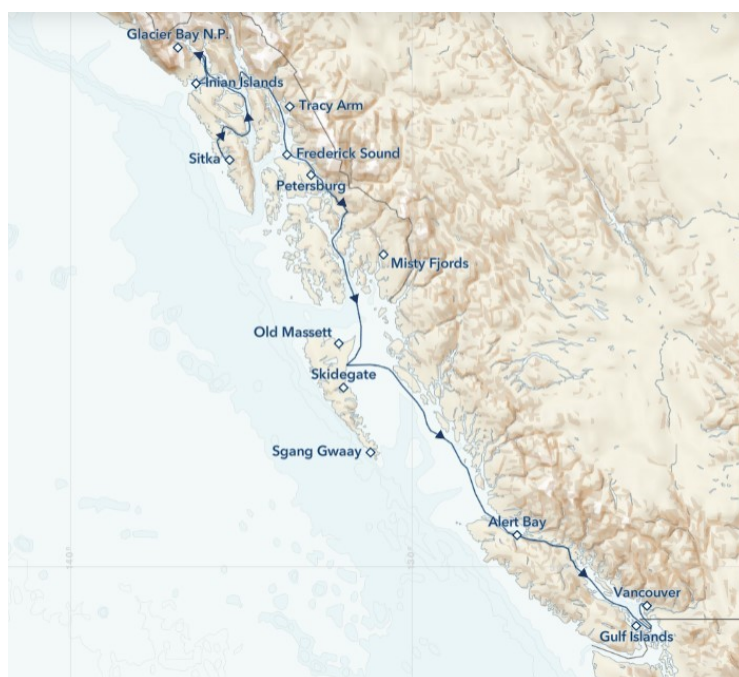 Glacier Bay N.P.
Inian Islands
Tracy Arm
Sitka
Frederick Sound
Petersburg
Misty Fjords
Old Massett
Skidegate
Sgang Gwaay
Alert Bay
Vancouver
Gulf Islands